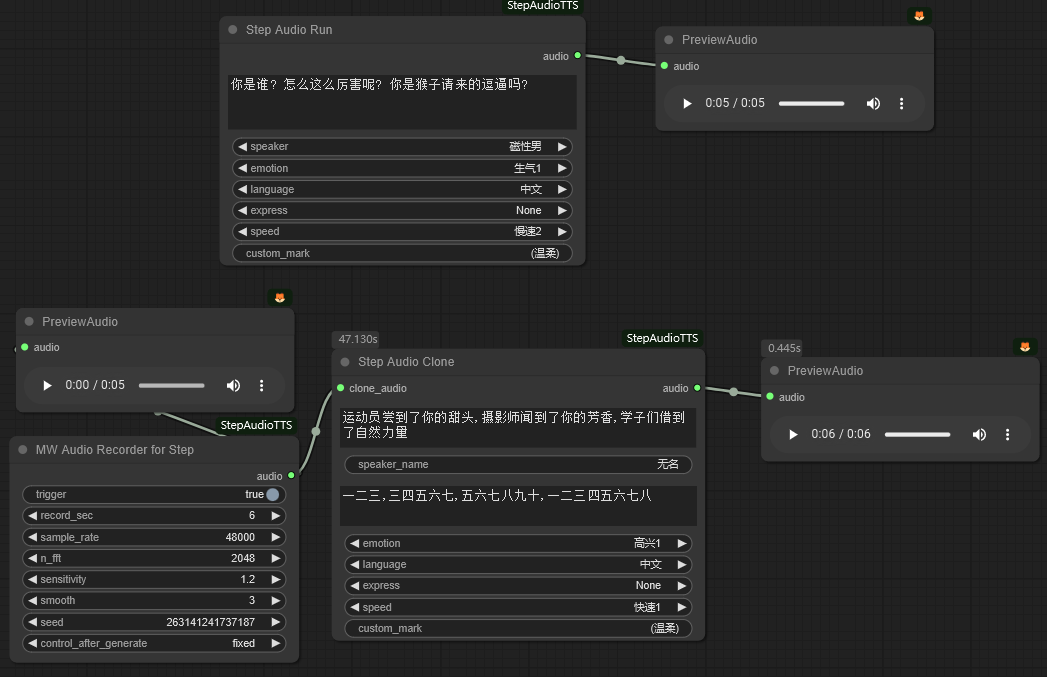 StepAudioTTS
Step Audio Run
audio
你是谁? 怎么这么厉害呢? 你是猴子请来的逗逼吗?
speaker 磁性男
emotion 生气1
language 中文
express None
speed 慢速2
custom_mark (温柔)
PreviewAudio
audio
0:05 / 0:05
PreviewAudio
audio
0:00 / 0:05
StepAudioTTS
MW Audio Recorder for Step
audio
trigger true
record_sec 6
sample_rate 48000
n_fft 2048
sensitivity 1.2
smooth 3
seed 263141241737187
control_after_generate fixed
47.130s
StepAudioTTS
Step Audio Clone
clone_audio audio
运动员尝到了你的甜头,摄影师闻到了你的芳香,学子们借到
了自然力量
speaker_name 无名
一二三,三四五六七,五六七八九十,一二三四五六七八
emotion 高兴1
language 中文
express None
speed 快速1
custom_mark (温柔)
0.445s
PreviewAudio
audio
0:06 / 0:06